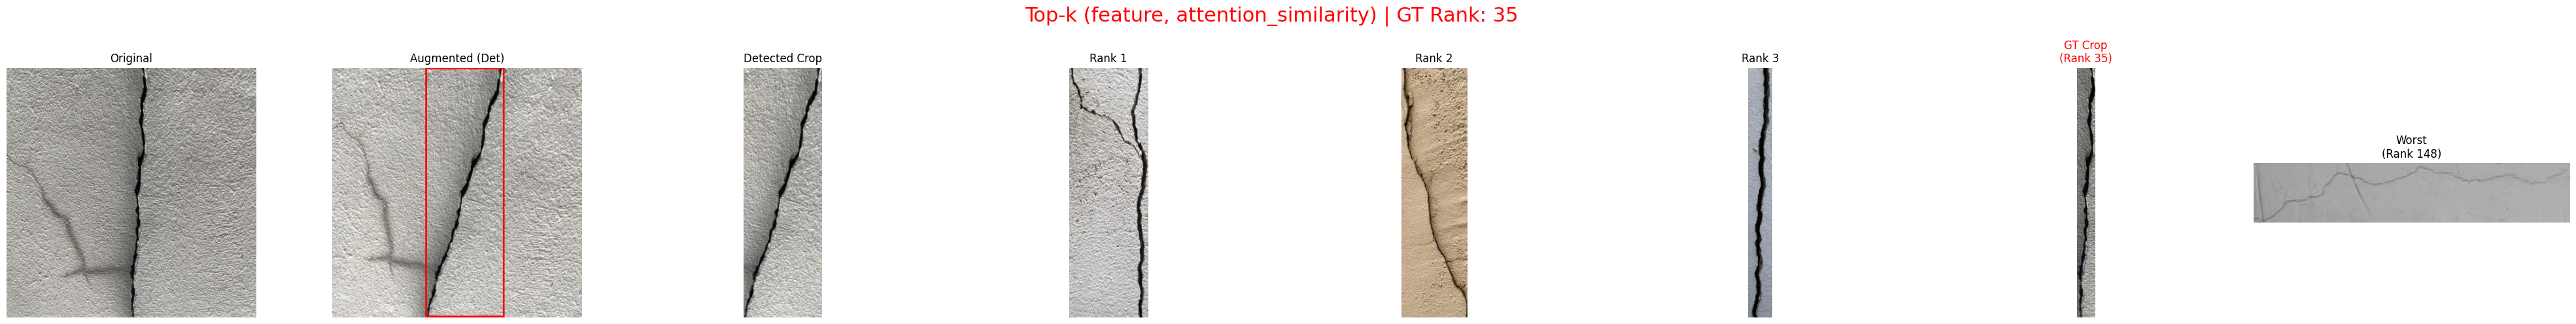 Top-k (feature, attention_similarity) | GT Rank: 35
Original
Augmented (Det)
Detected Crop
Rank 1
Rank 2
Rank 3
GT Crop
(Rank 35)
Worst
(Rank 148)